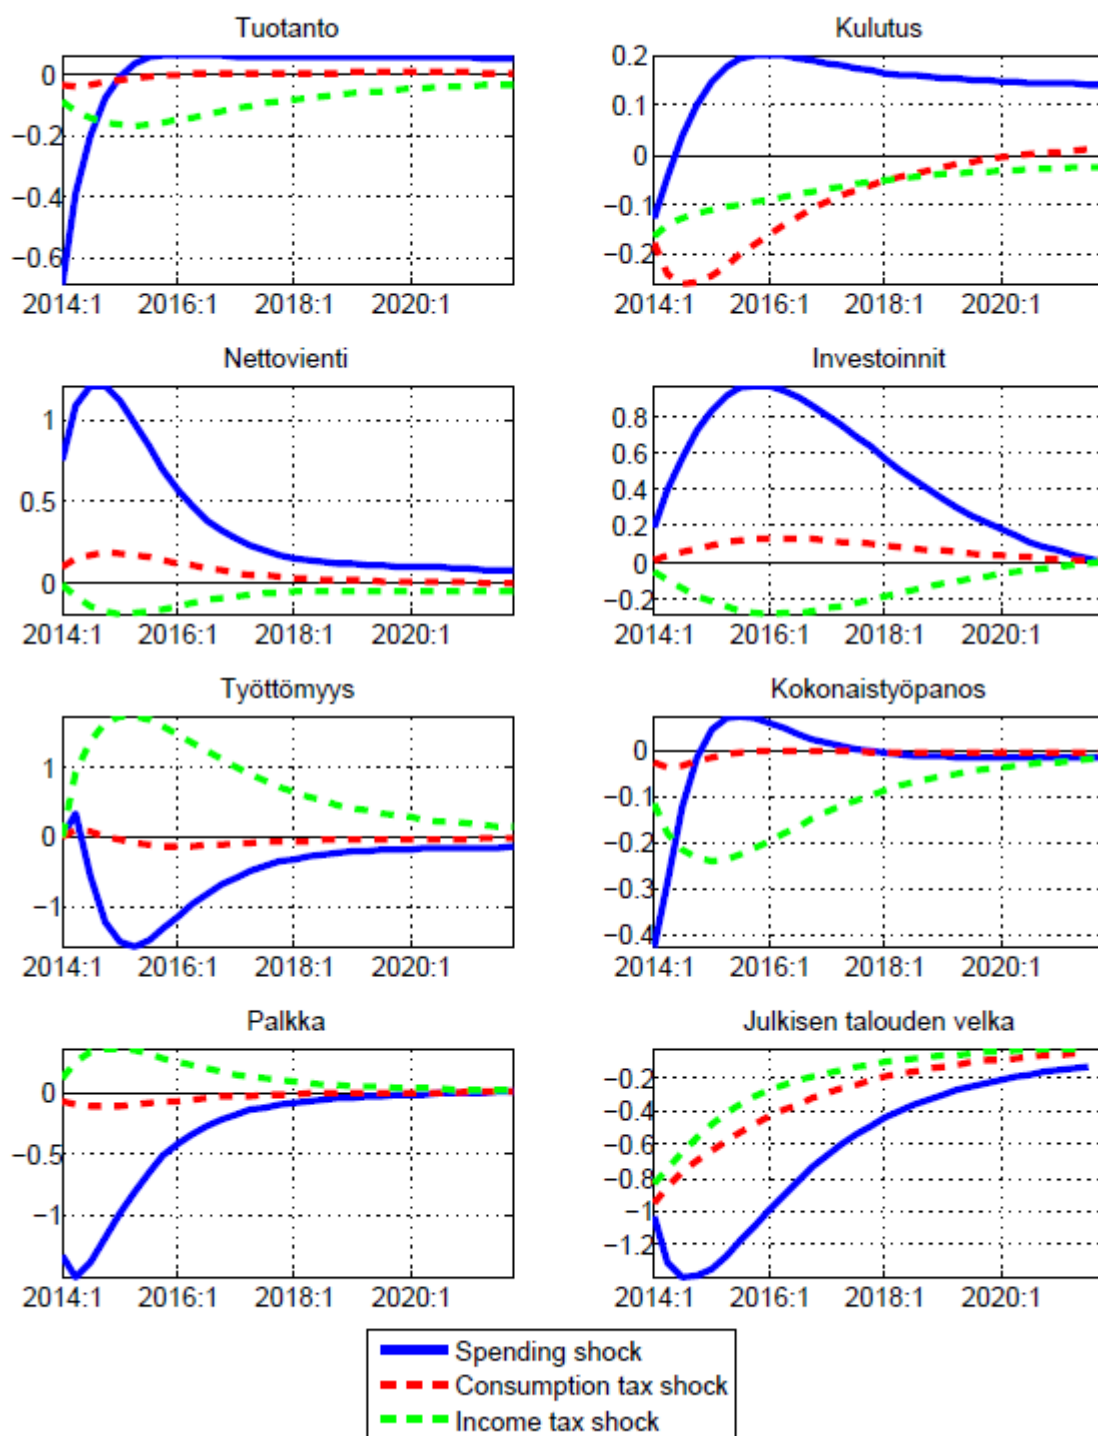 Tuotanto
0
−0.2
−0.4
−0.6
2014:1 2016:1 2018:1 2020:1
Kulutus
0.2
0.1
0
−0.1
−0.2
2014:1 2016:1 2018:1 2020:1
Nettovienti
1
0.5
0
2014:1 2016:1 2018:1 2020:1
Investoinnit
0.8
0.6
0.4
0.2
0
−0.2
2014:1 2016:1 2018:1 2020:1
Työttömyys
1
0
−1
2014:1 2016:1 2018:1 2020:1
Kokonaistyöpanos
0
−0.1
−0.2
−0.3
−0.4
2014:1 2016:1 2018:1 2020:1
Palkka
0
−0.5
−1
2014:1 2016:1 2018:1 2020:1
Julkisen talouden velka
−0.2
−0.4
−0.6
−0.8
−1
−1.2
2014:1 2016:1 2018:1 2020:1
Spending shock
Consumption tax shock
Income tax shock